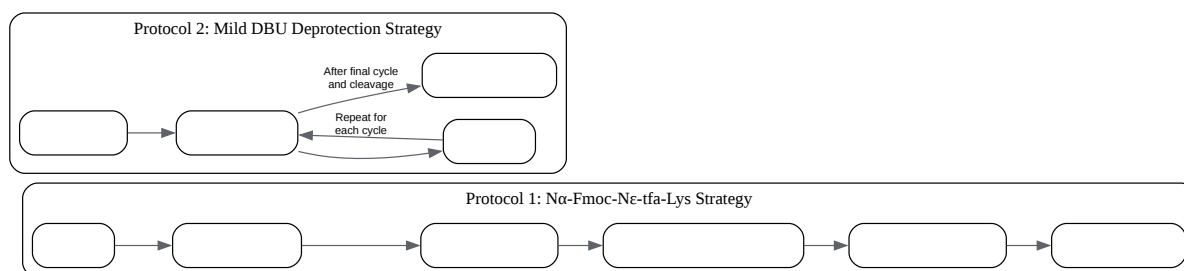 Protocol 2: Mild DBU Deprotection Strategy
After final cycle
and cleavage
Repeat for
each cycle
Protocol 1: Nα-Fmoc-Nε-tfa-Lys Strategy